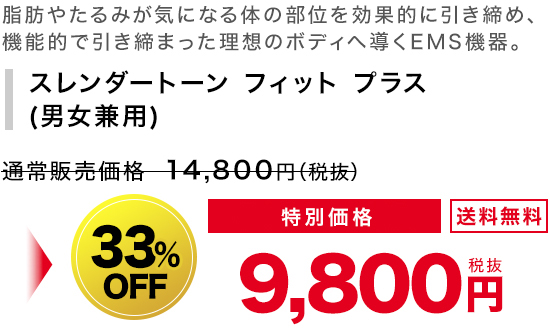 脂肪やたるみが気になる体の部位を効果的に引き締め、
機能的で引き締まった理想のボディへ導くEMS機器。
スレンダートーン フィット プラス
(男女兼用)
通常販売価格 14,800円(税抜)
33%
OFF
特別価格
送料無料
9,800円
税抜